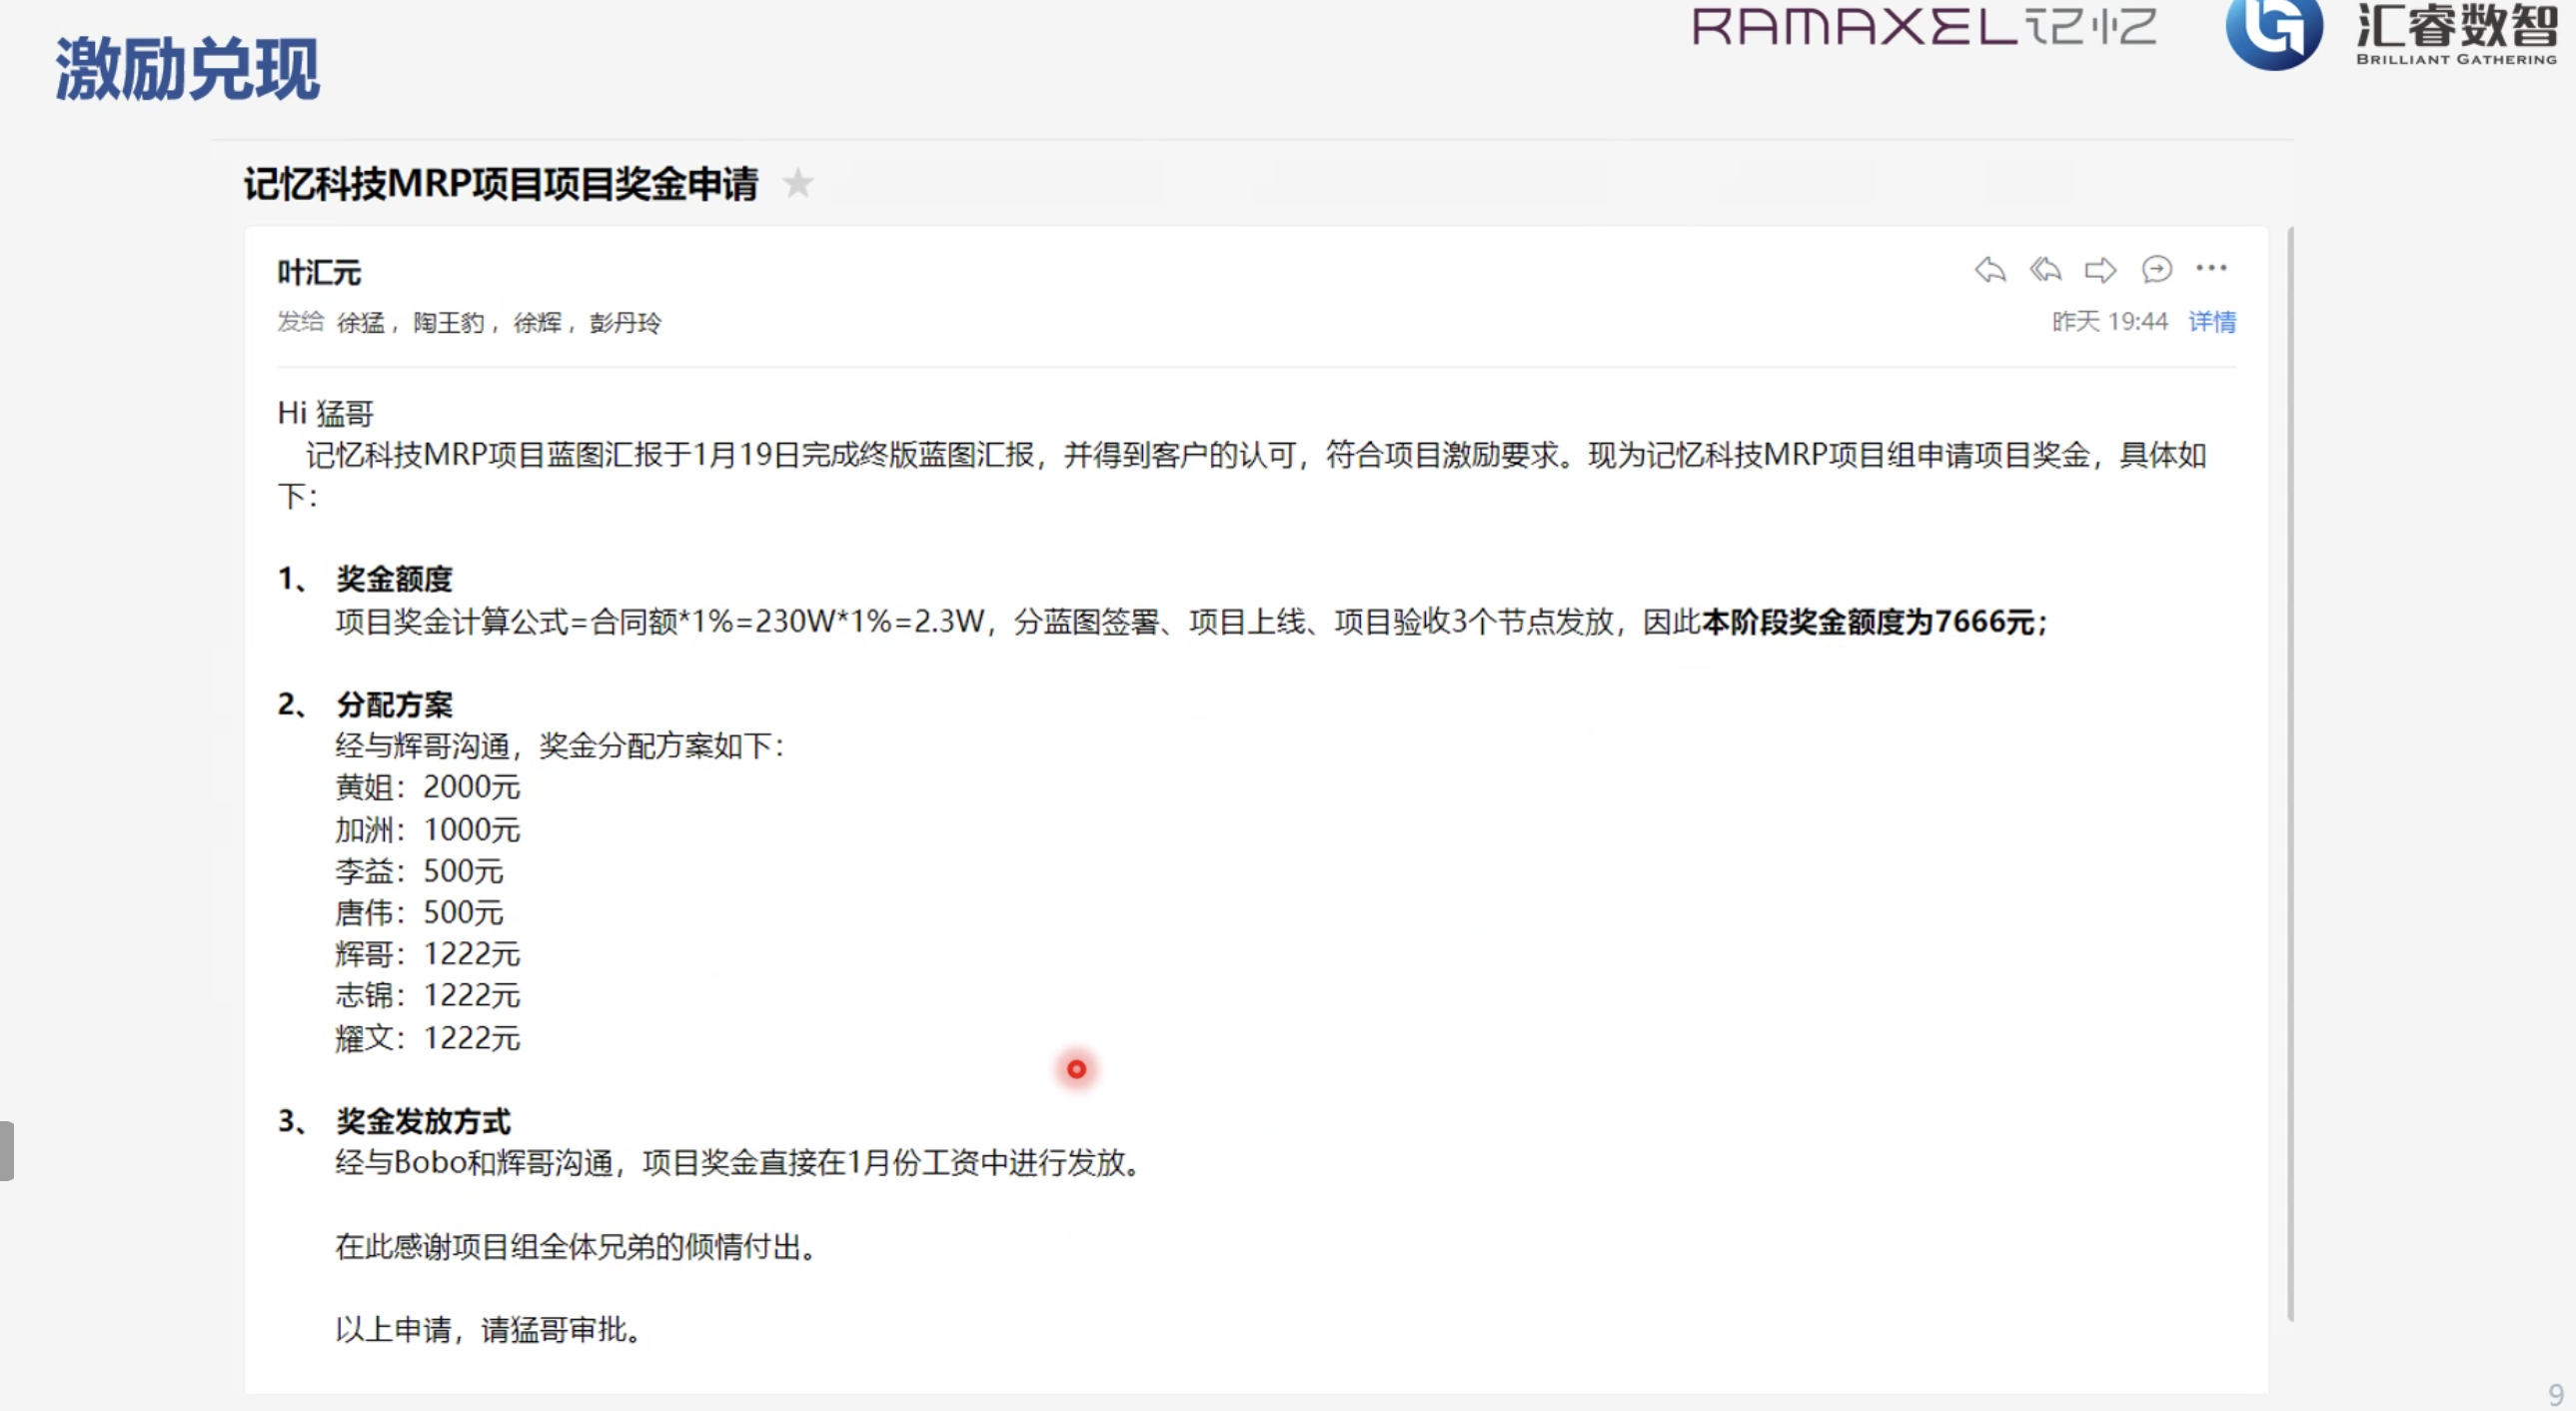 激励兑现
RAMAXEL记忆
汇睿数智
BRILLIANT GATHERING
记忆科技MRP项目项目奖金申请
叶汇元
发给 徐猛，陶王豹，徐辉，彭丹玲
昨天 19:44 详情
Hi 猛哥
记忆科技MRP项目蓝图汇报于1月19日完成终版蓝图汇报，并得到客户的认可，符合项目激励要求。现为记忆科技MRP项目组申请项目奖金，具体如
下：
1、 奖金额度
项目奖金计算公式=合同额*1%=230W*1%=2.3W，分蓝图签署、项目上线、项目验收3个节点发放，因此本阶段奖金额度为7666元；
2、 分配方案
经与辉哥沟通，奖金分配方案如下：
黄姐：2000元
加洲：1000元
李益：500元
唐伟：500元
辉哥：1222元
志锦：1222元
耀文：1222元
3、 奖金发放方式
经与Bobo和辉哥沟通，项目奖金直接在1月份工资中进行发放。
在此感谢项目组全体兄弟的倾情付出。
以上申请，请猛哥审批。
9